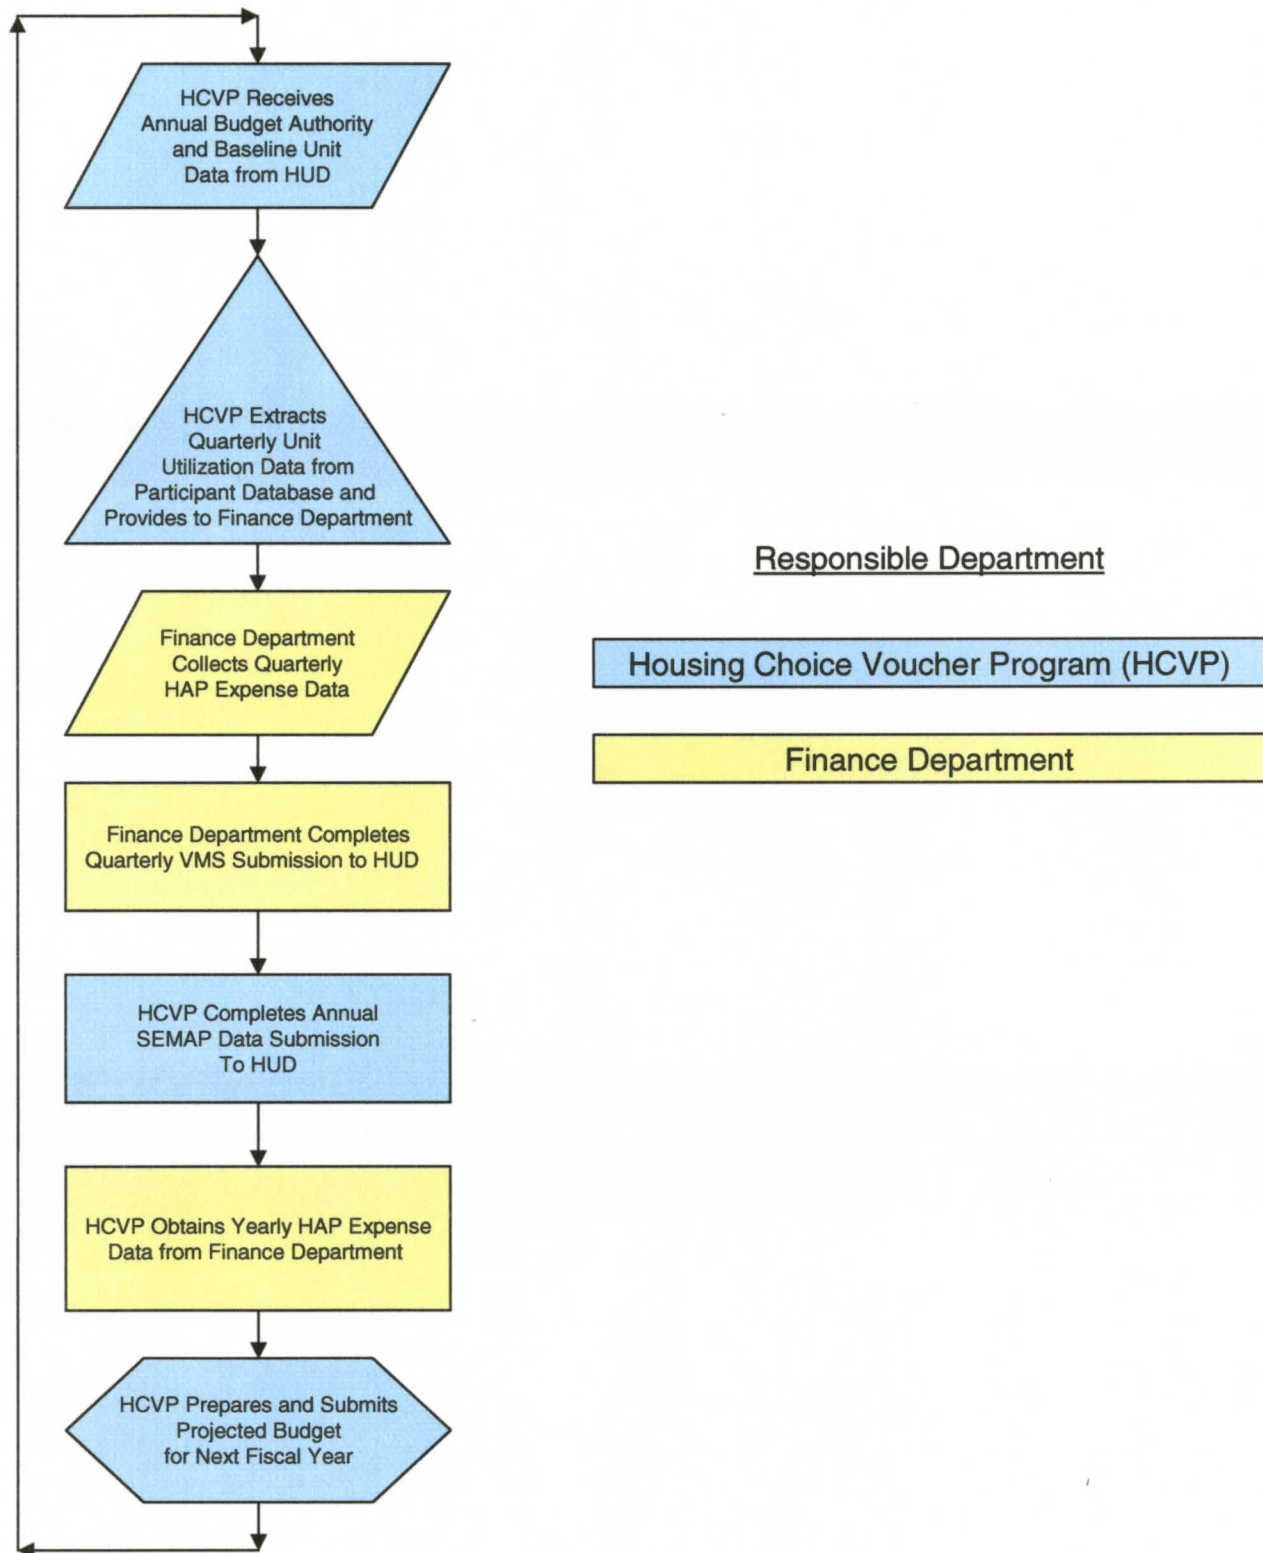 HCVP Receives
Annual Budget Authority
and Baseline Unit
Data from HUD
HCVP Extracts
Quarterly Unit
Utilization Data from
Participant Database and
Provides to Finance Department
Finance Department
Collects Quarterly
HAP Expense Data
Finance Department Completes
Quarterly VMS Submission to HUD
HCVP Completes Annual
SEMAP Data Submission
To HUD
HCVP Obtains Yearly HAP Expense
Data from Finance Department
HCVP Prepares and Submits
Projected Budget
for Next Fiscal Year
Responsible Department
Housing Choice Voucher Program (HCVP)
Finance Department